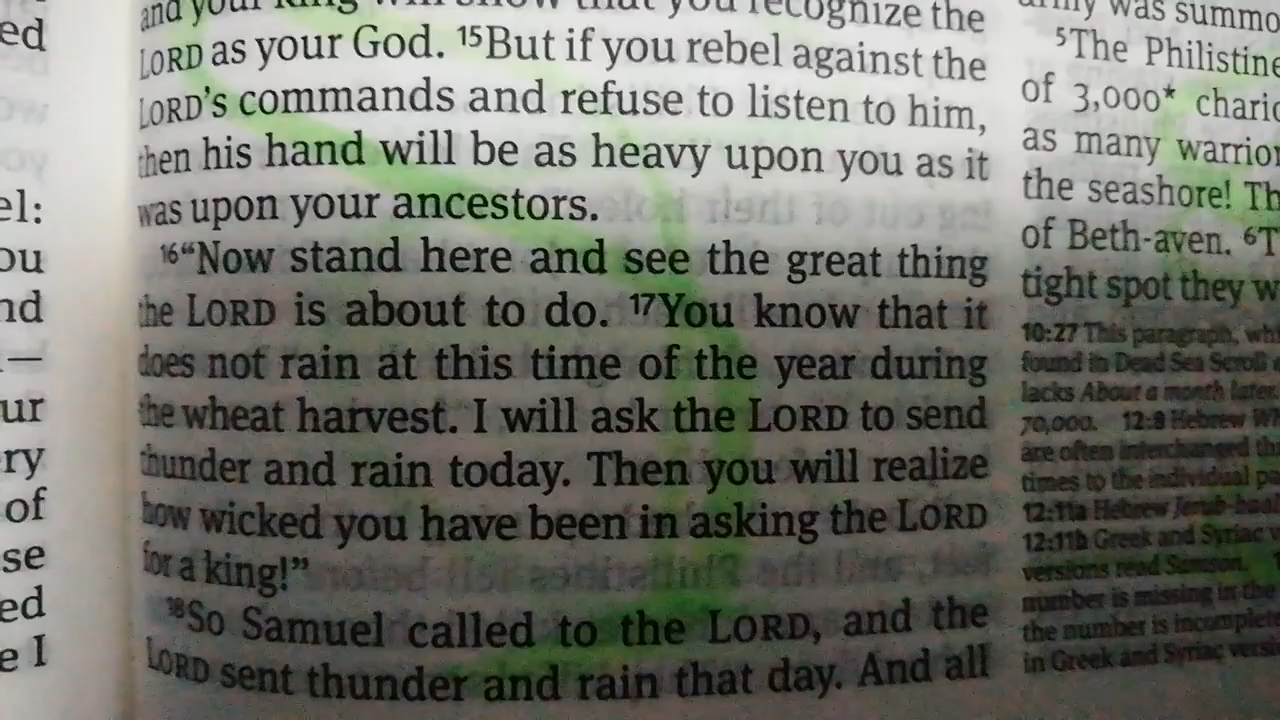 ed
el:
ou
nd
—
ur
ry
of
se
ed
e I
and your king will show that you recognize the
LORD as your God. 15But if you rebel against the
LORD's commands and refuse to listen to him,
then his hand will be as heavy upon you as it
was upon your ancestors.
16“Now stand here and see the great thing
the LORD is about to do. 17You know that it
does not rain at this time of the year during
the wheat harvest. I will ask the LORD to send
thunder and rain today. Then you will realize
how wicked you have been in asking the LORD
for a king!”
18So Samuel called to the LORD, and the
LORD sent thunder and rain that day. And all
army was summo
5The Philistine
of 3,000* chario
as many warrior
the seashore! Th
of Beth-aven. 6T
tight spot they w
10:27 This paragraph, whi
found in Dead Sea Scroll
lacks About a month later.
70,000. 12:8 Hebrew
are often interchanged
times to the individual
12:11a Hebrew Jerub-baal
12:11b Greek and Syriac
versions read Samson.
number is missing in the
the number is incomplete
in Greek and Syriac versi